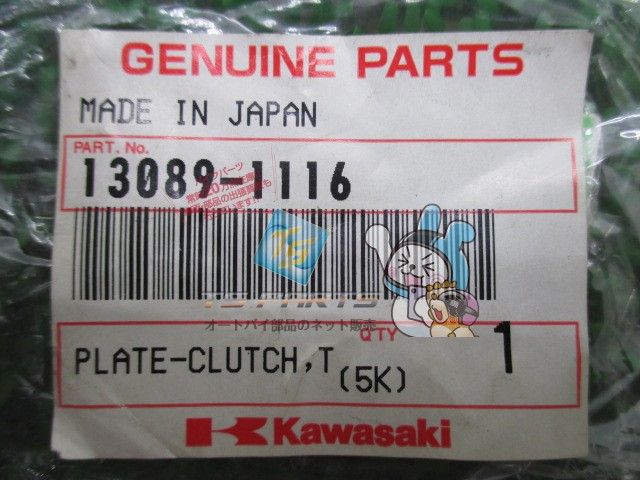 GENUINE PARTS
MADE IN JAPAN
PART. No.
13089-1116
オートバイ部品のネット販売
Q'TY
PLATE-CLUTCH,T
(5K)
1
Kawasaki